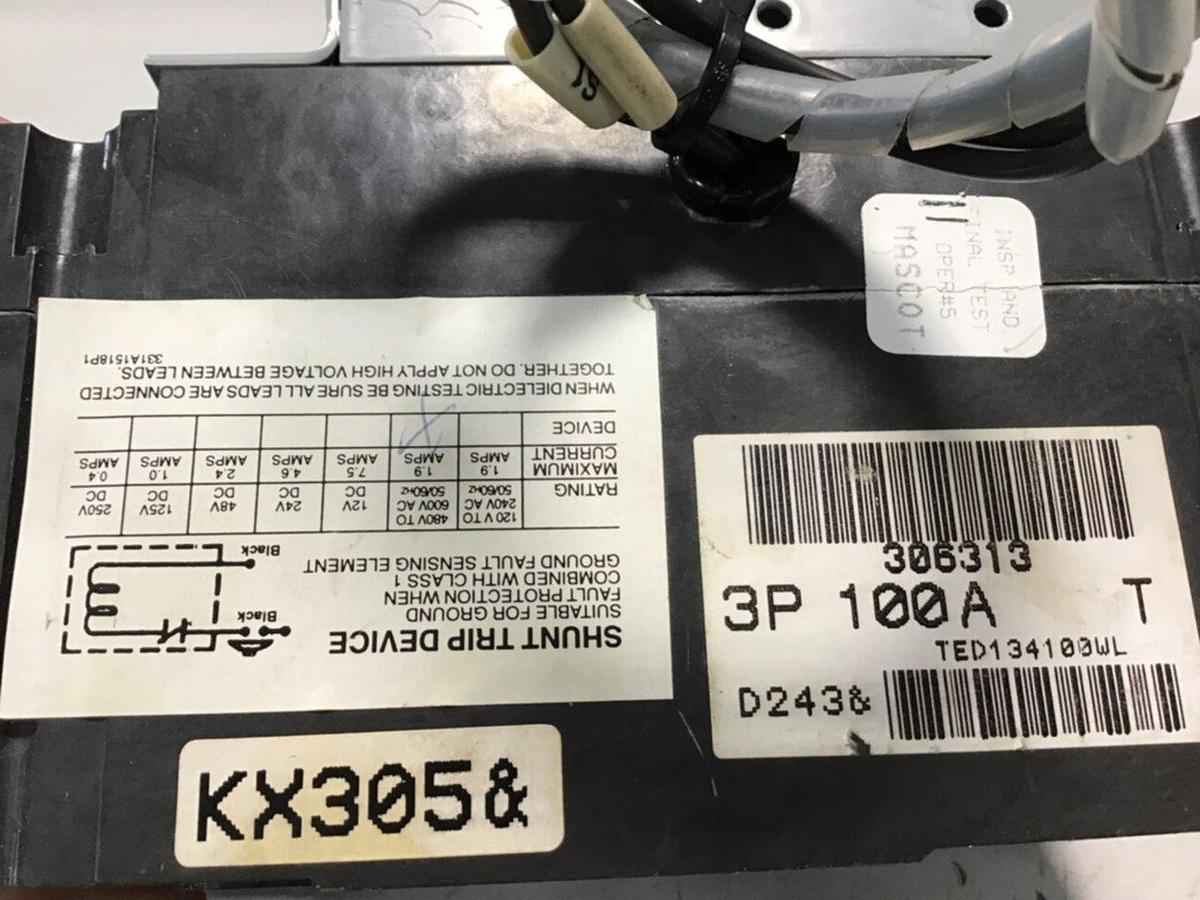 SHUNT TRIP DEVICE
SUITABLE FOR GROUND
FAULT PROTECTION WHEN
COMBINED WITH CLASS 1
GROUND FAULT SENSING ELEMENT
Black
Black
RATING 120 V TO 240V AC 50/60Hz 480V TO 600V AC 50/60Hz 12V DC 24V DC 48V DC 125V DC 250V DC
MAXIMUM CURRENT 1.9 AMPS 1.9 AMPS 7.5 AMPS 4.6 AMPS 2.4 AMPS 1.0 AMPS 0.4 AMPS
DEVICE X
WHEN DIELECTRIC TESTING BE SURE ALL LEADS ARE CONNECTED
TOGETHER. DO NOT APPLY HIGH VOLTAGE BETWEEN LEADS.
331A1518P1
INSP AND
FINAL TEST
OPER#5
MASCOT
306313
3P 100A T
TED134100WL
D243&
KX305&